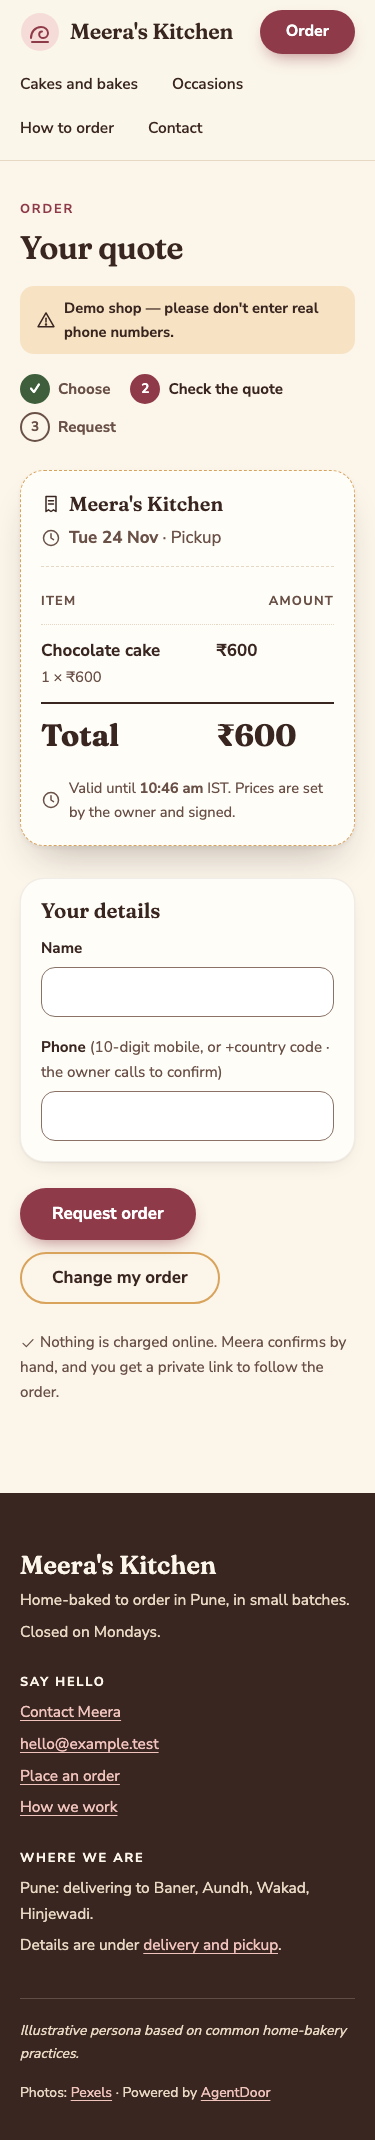 Meera's Kitchen
Order
Cakes and bakes
Occasions
How to order
Contact
ORDER
Your quote
Demo shop — please don't enter real
phone numbers.
Choose
2 Check the quote
3 Request
Meera's Kitchen
Tue 24 Nov · Pickup
ITEM AMOUNT
Chocolate cake ₹600
1 × ₹600
Total ₹600
Valid until 10:46 am IST. Prices are set
by the owner and signed.
Your details
Name
Phone (10-digit mobile, or +country code ·
the owner calls to confirm)
Request order
Change my order
Nothing is charged online. Meera confirms by
hand, and you get a private link to follow the
order.
Meera's Kitchen
Home-baked to order in Pune, in small batches.
Closed on Mondays.
SAY HELLO
Contact Meera
hello@example.test
Place an order
How we work
WHERE WE ARE
Pune: delivering to Baner, Aundh, Wakad,
Hinjewadi.
Details are under delivery and pickup.
Illustrative persona based on common home-bakery
practices.
Photos: Pexels · Powered by AgentDoor